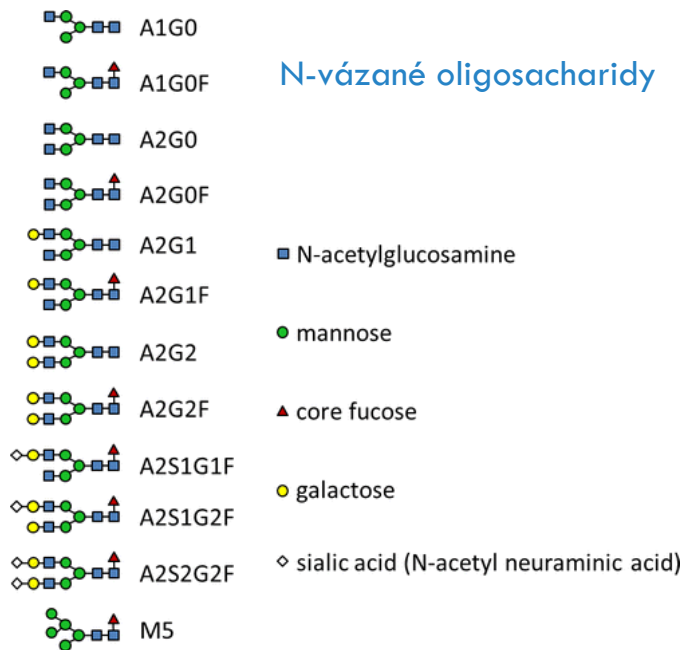 N-vázané oligosacharidy
A1G0
A1G0F
A2G0
A2G0F
A2G1
A2G1F
A2G2
A2G2F
A2S1G1F
A2S1G2F
A2S2G2F
M5
N-acetylglucosamine
mannose
core fucose
galactose
sialic acid (N-acetyl neuraminic acid)